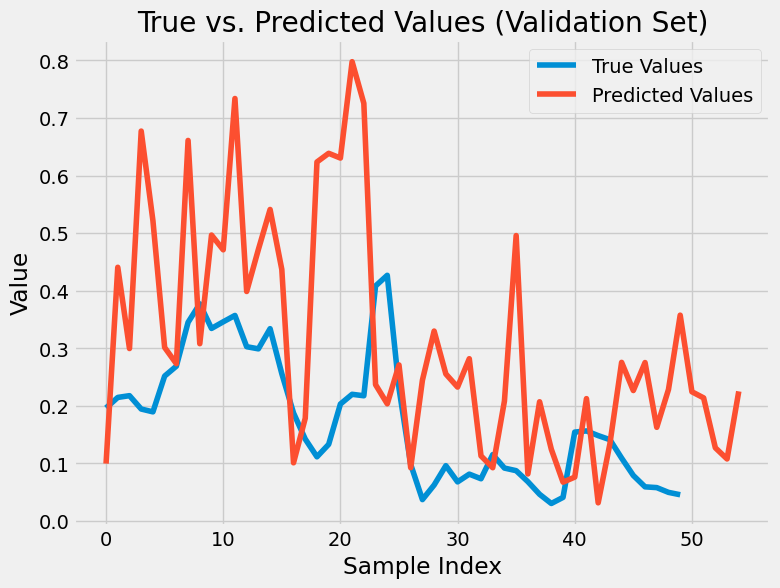 True vs. Predicted Values (Validation Set)
True Values
Predicted Values
Value
0.8
0.7
0.6
0.5
0.4
0.3
0.2
0.1
0.0
0 10 20 30 40 50
Sample Index